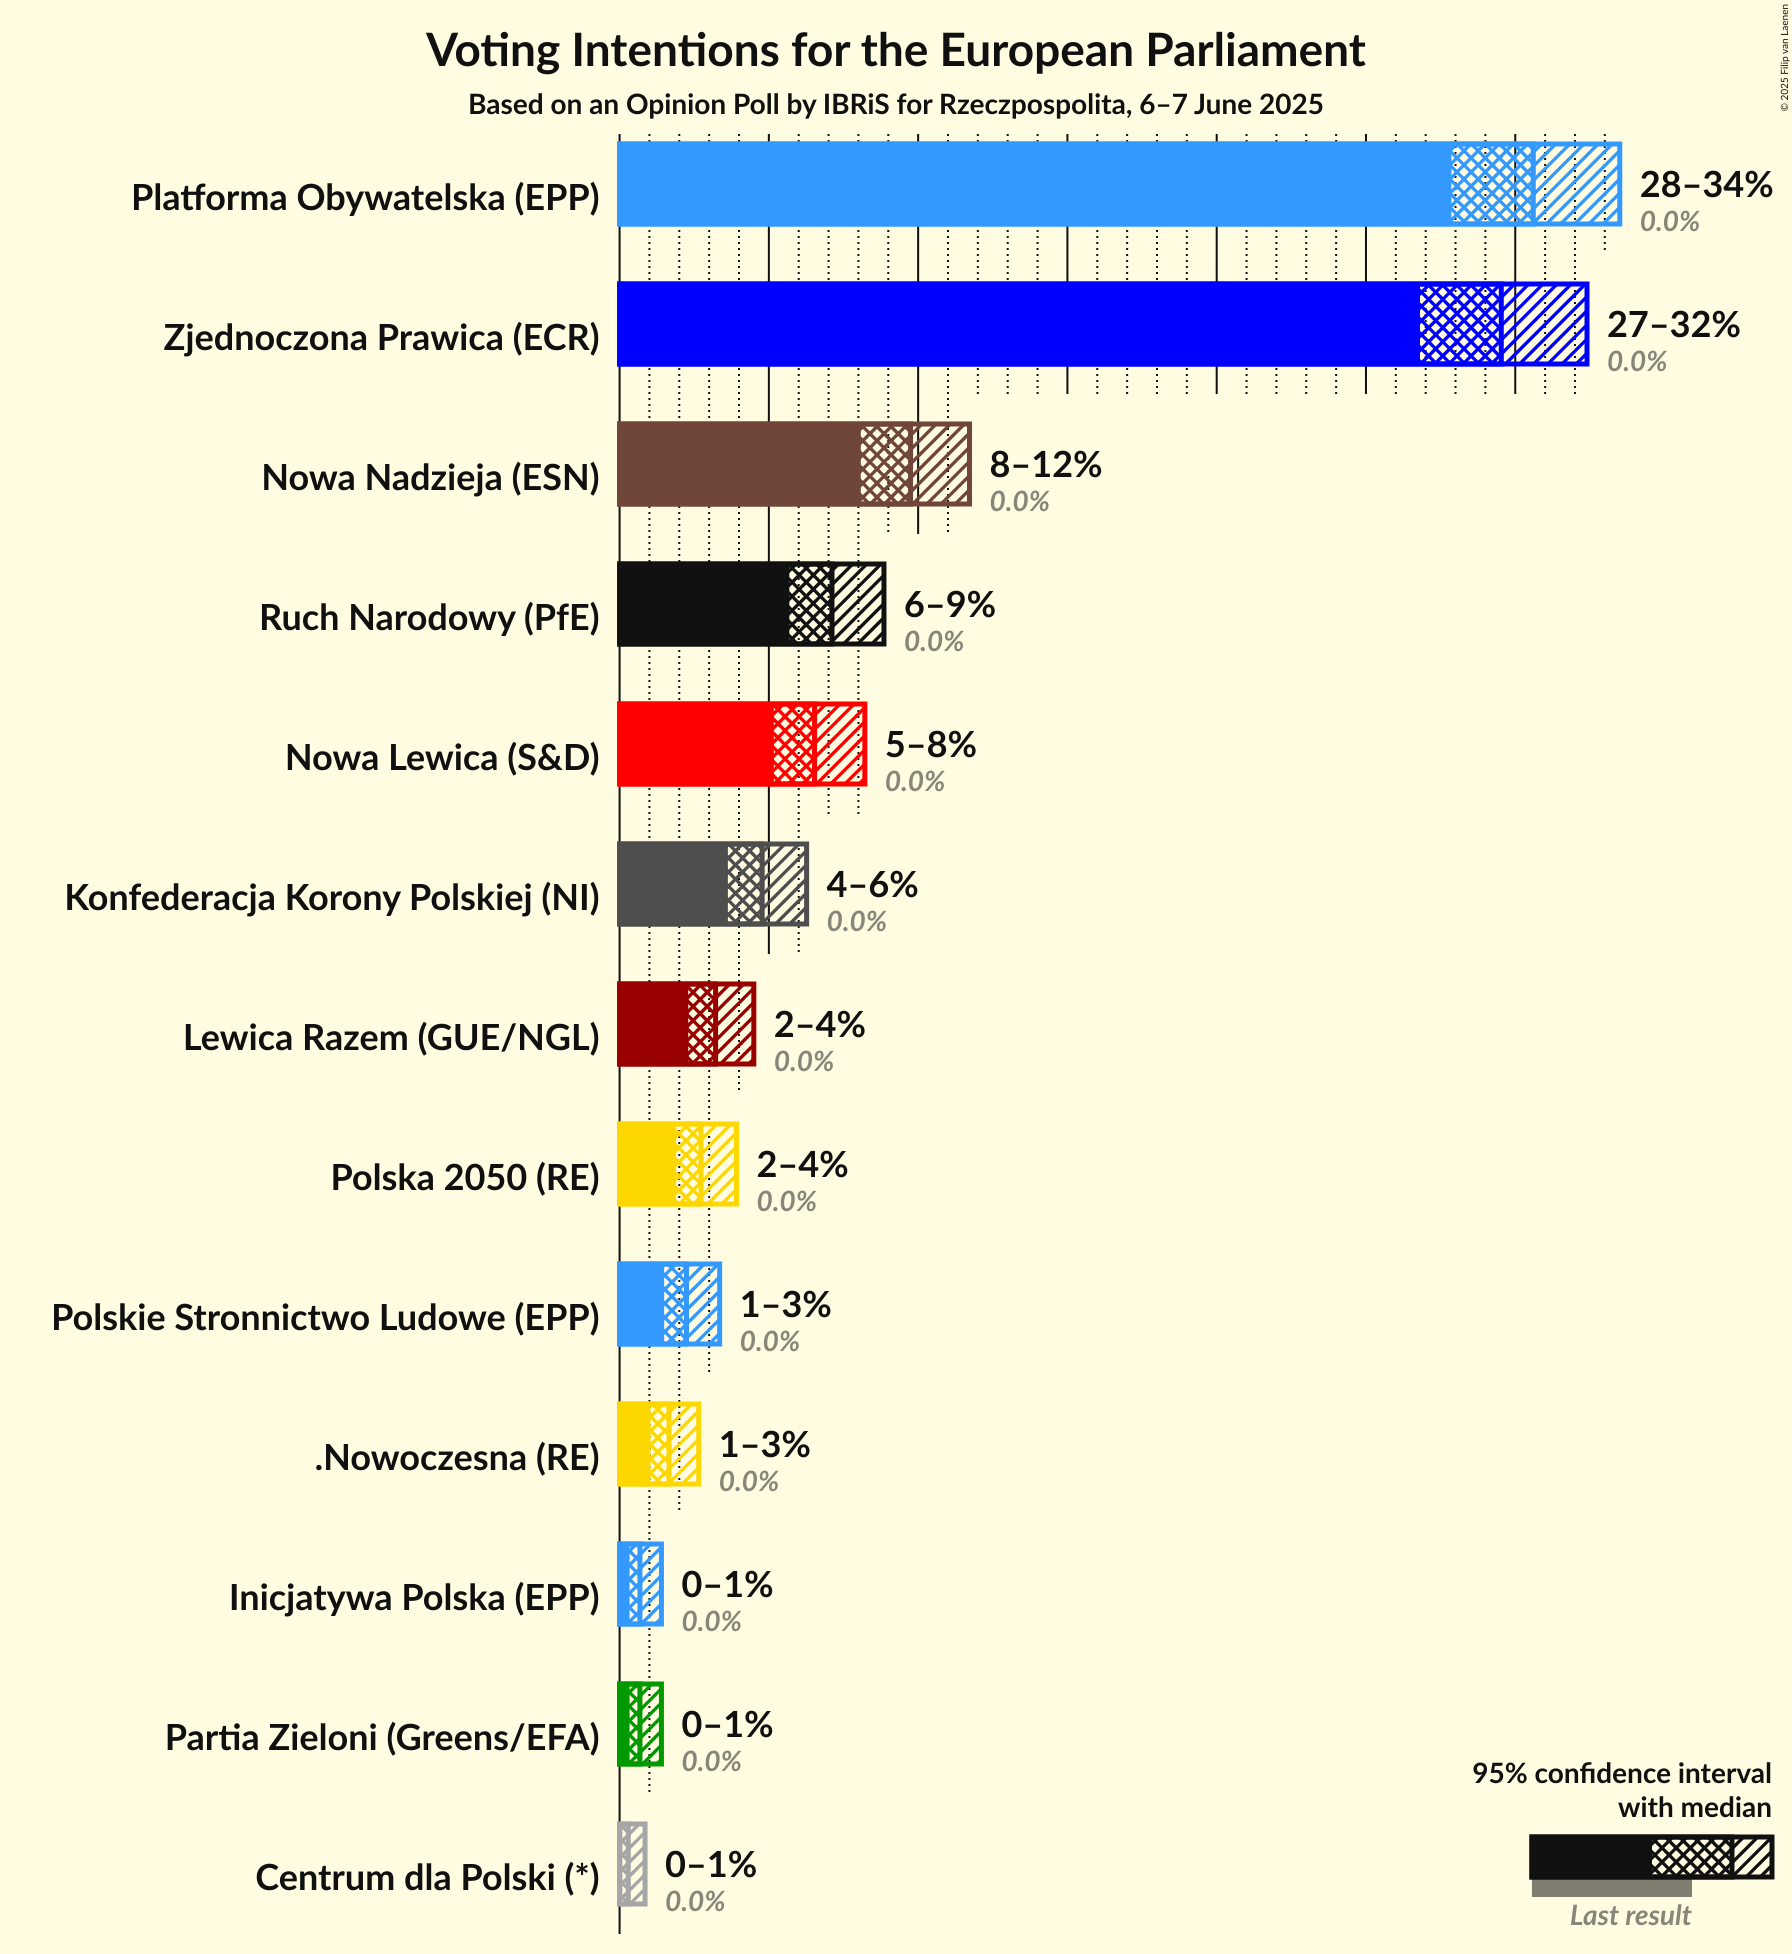 Voting Intentions for the European Parliament
Based on an Opinion Poll by IBRiS for Rzeczpospolita, 6–7 June 2025
© 2025 Filip van Laenen
Platforma Obywatelska (EPP)
28–34%
0.0%
Zjednoczona Prawica (ECR)
27–32%
0.0%
Nowa Nadzieja (ESN)
8–12%
0.0%
Ruch Narodowy (PfE)
6–9%
0.0%
Nowa Lewica (S&D)
5–8%
0.0%
Konfederacja Korony Polskiej (NI)
4–6%
0.0%
Lewica Razem (GUE/NGL)
2–4%
0.0%
Polska 2050 (RE)
2–4%
0.0%
Polskie Stronnictwo Ludowe (EPP)
1–3%
0.0%
.Nowoczesna (RE)
1–3%
0.0%
Inicjatywa Polska (EPP)
0–1%
0.0%
Partia Zieloni (Greens/EFA)
0–1%
0.0%
Centrum dla Polski (*)
0–1%
0.0%
95% confidence interval
with median
Last result